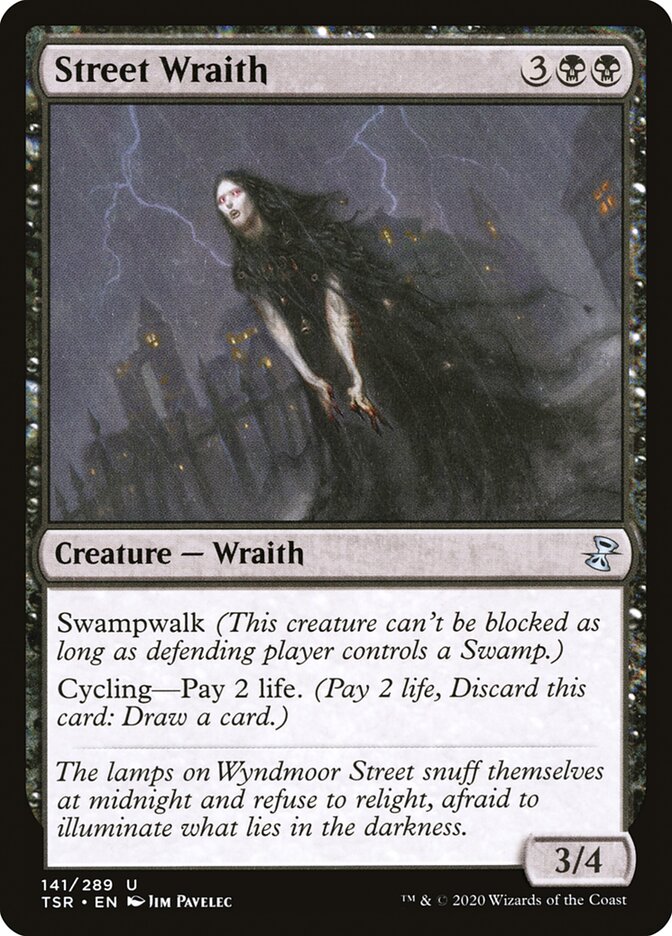 Street Wraith 3
Creature — Wraith
Swampwalk (This creature can't be blocked as
long as defending player controls a Swamp.)
Cycling—Pay 2 life. (Pay 2 life, Discard this
card: Draw a card.)
The lamps on Wyndmoor Street snuff themselves
at midnight and refuse to relight, afraid to
illuminate what lies in the darkness.
3/4
141/289 U
TSR • EN Jim Pavelec
™ & © 2020 Wizards of the Coast